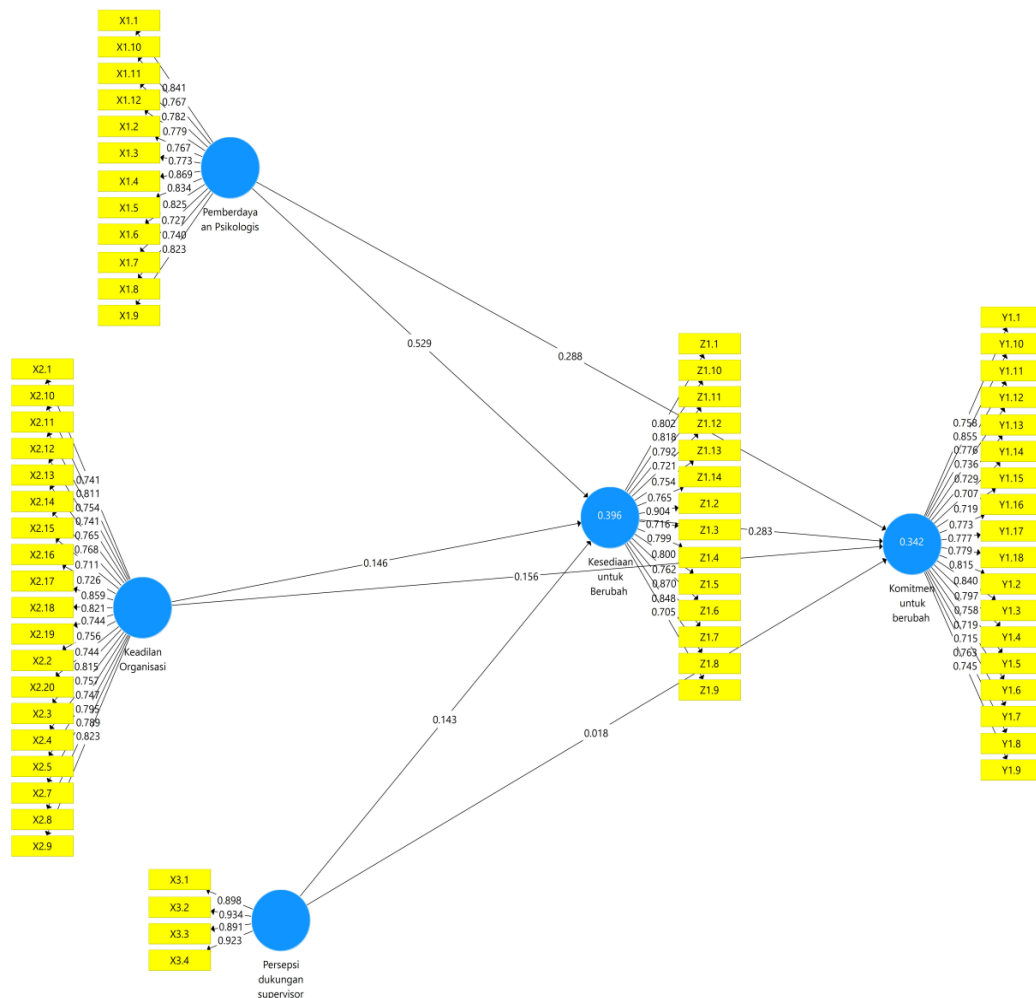 X1.1
X1.10
X1.11
X1.12
X1.2
X1.3
X1.4
X1.5
X1.6
X1.7
X1.8
X1.9
0.841
0.767
0.782
0.779
0.767
0.773
0.869
0.834
0.825
0.727
0.740
0.823
Pemberdaya
an Psikologis
0.529
0.288
X2.1
X2.10
X2.11
X2.12
X2.13
X2.14
X2.15
X2.16
X2.17
X2.18
X2.19
X2.2
X2.20
X2.3
X2.4
X2.5
X2.7
X2.8
X2.9
0.741
0.811
0.754
0.741
0.765
0.768
0.711
0.726
0.859
0.821
0.744
0.756
0.744
0.815
0.757
0.747
0.795
0.789
0.823
Keadilan
Organisasi
0.146
0.156
Z1.1
Z1.10
Z1.11
Z1.12
Z1.13
Z1.14
Z1.2
Z1.3
Z1.4
Z1.5
Z1.6
Z1.7
Z1.8
Z1.9
0.802
0.818
0.792
0.721
0.754
0.765
0.904
0.716
0.799
0.800
0.762
0.870
0.848
0.705
0.396
Kesediaan
untuk
Berubah
0.283
Y1.1
Y1.10
Y1.11
Y1.12
Y1.13
Y1.14
Y1.15
Y1.16
Y1.17
Y1.18
Y1.2
Y1.3
Y1.4
Y1.5
Y1.6
Y1.7
Y1.8
Y1.9
0.758
0.855
0.776
0.736
0.729
0.707
0.719
0.773
0.777
0.779
0.815
0.840
0.797
0.758
0.719
0.715
0.763
0.745
0.342
Komitmen
untuk
berubah
0.143
0.018
X3.1
X3.2
X3.3
X3.4
0.898
0.934
0.891
0.923
Persepsi
dukungan
supervisor